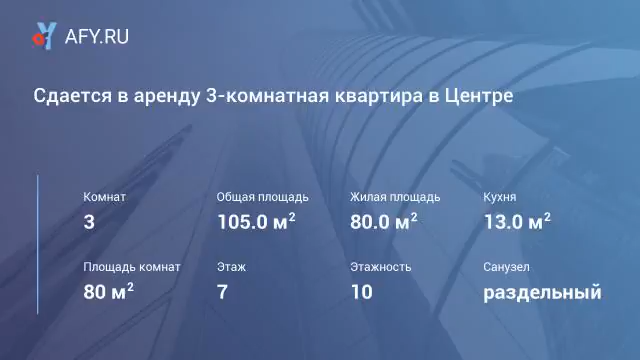 AFY.RU
Сдается в аренду 3-комнатная квартира в Центре
Комнат
3
Общая площадь
105.0 м²
Жилая площадь
80.0 м²
Кухня
13.0 м²
Площадь комнат
80 м²
Этаж
7
Этажность
10
Санузел
раздельный